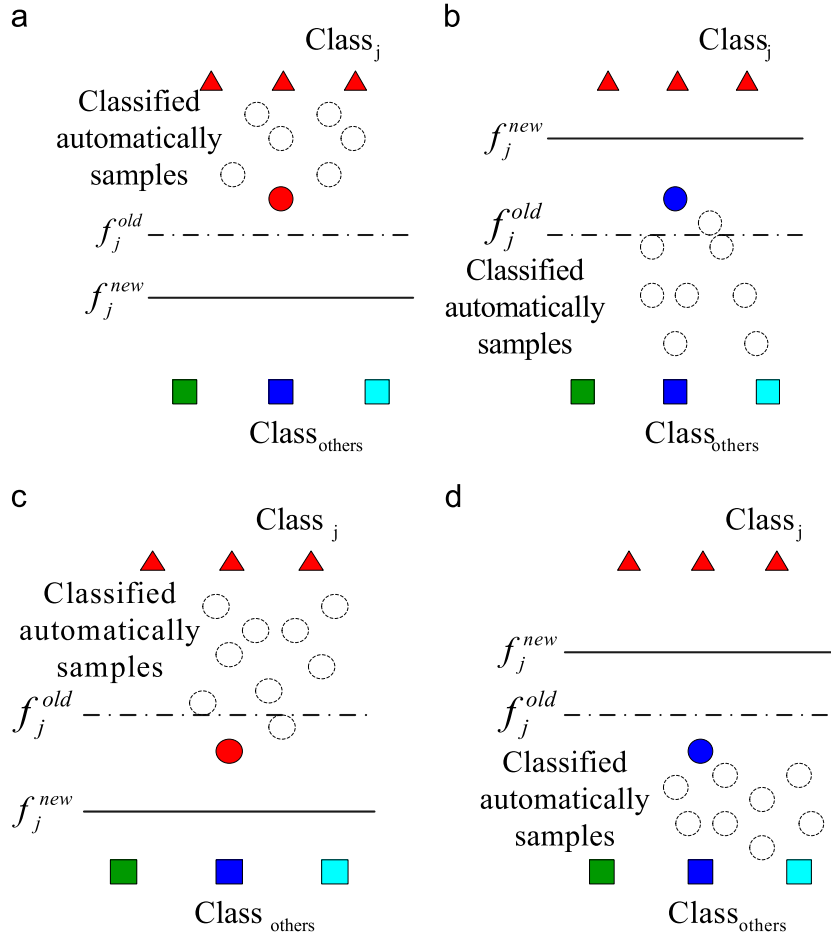 a
Class_j
Classified
automatically
samples
f_j^old
f_j^new
Class_others
b
Class_j
f_j^new
f_j^old
Classified
automatically
samples
Class_others
c
Class_j
Classified
automatically
samples
f_j^old
f_j^new
Class_others
d
Class_j
f_j^new
f_j^old
Classified
automatically
samples
Class_others